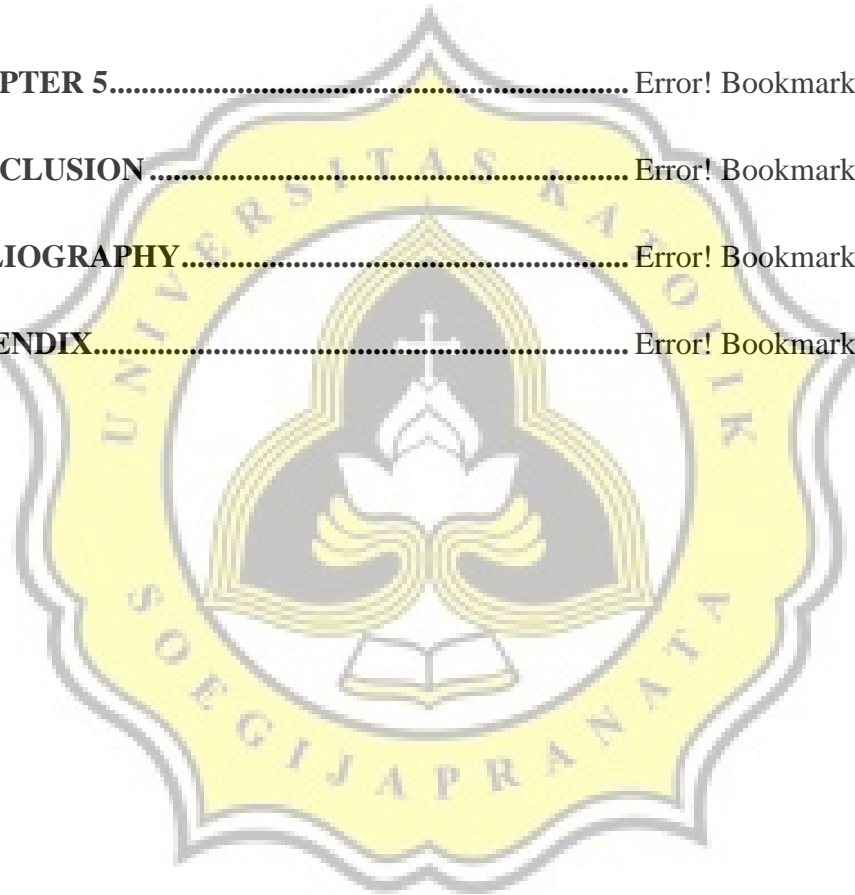 PTER 5 ................................................................. Error! Bookmark
CLUSION ............................................................ Error! Bookmark
LIOGRAPHY ........................................................ Error! Bookmark
ENDIX ................................................................... Error! Bookmark
UNIVERSITAS KATOLIK
SOEGIJAPRANATA